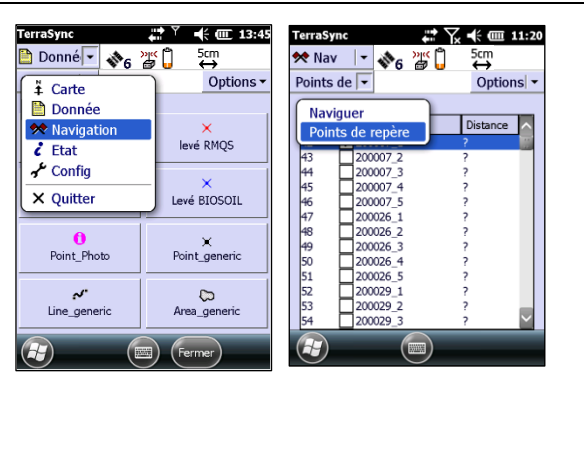 TerraSync 13:45
Donné 6 5cm
Options
Carte
Donnée
Navigation
Etat
Config
Quitter
levé RMQS
Levé BIOSOIL
Point_Photo
Point_generic
Line_generic
Area_generic
Fermer
TerraSync 11:20
Nav 6 5cm
Points de Options
Naviguer
Points de repère
Distance
?
43 200007_2 ?
44 200007_3 ?
45 200007_4 ?
46 200007_5 ?
47 200026_1 ?
48 200026_2 ?
49 200026_3 ?
50 200026_4 ?
51 200026_5 ?
52 200029_1 ?
53 200029_2 ?
54 200029_3 ?